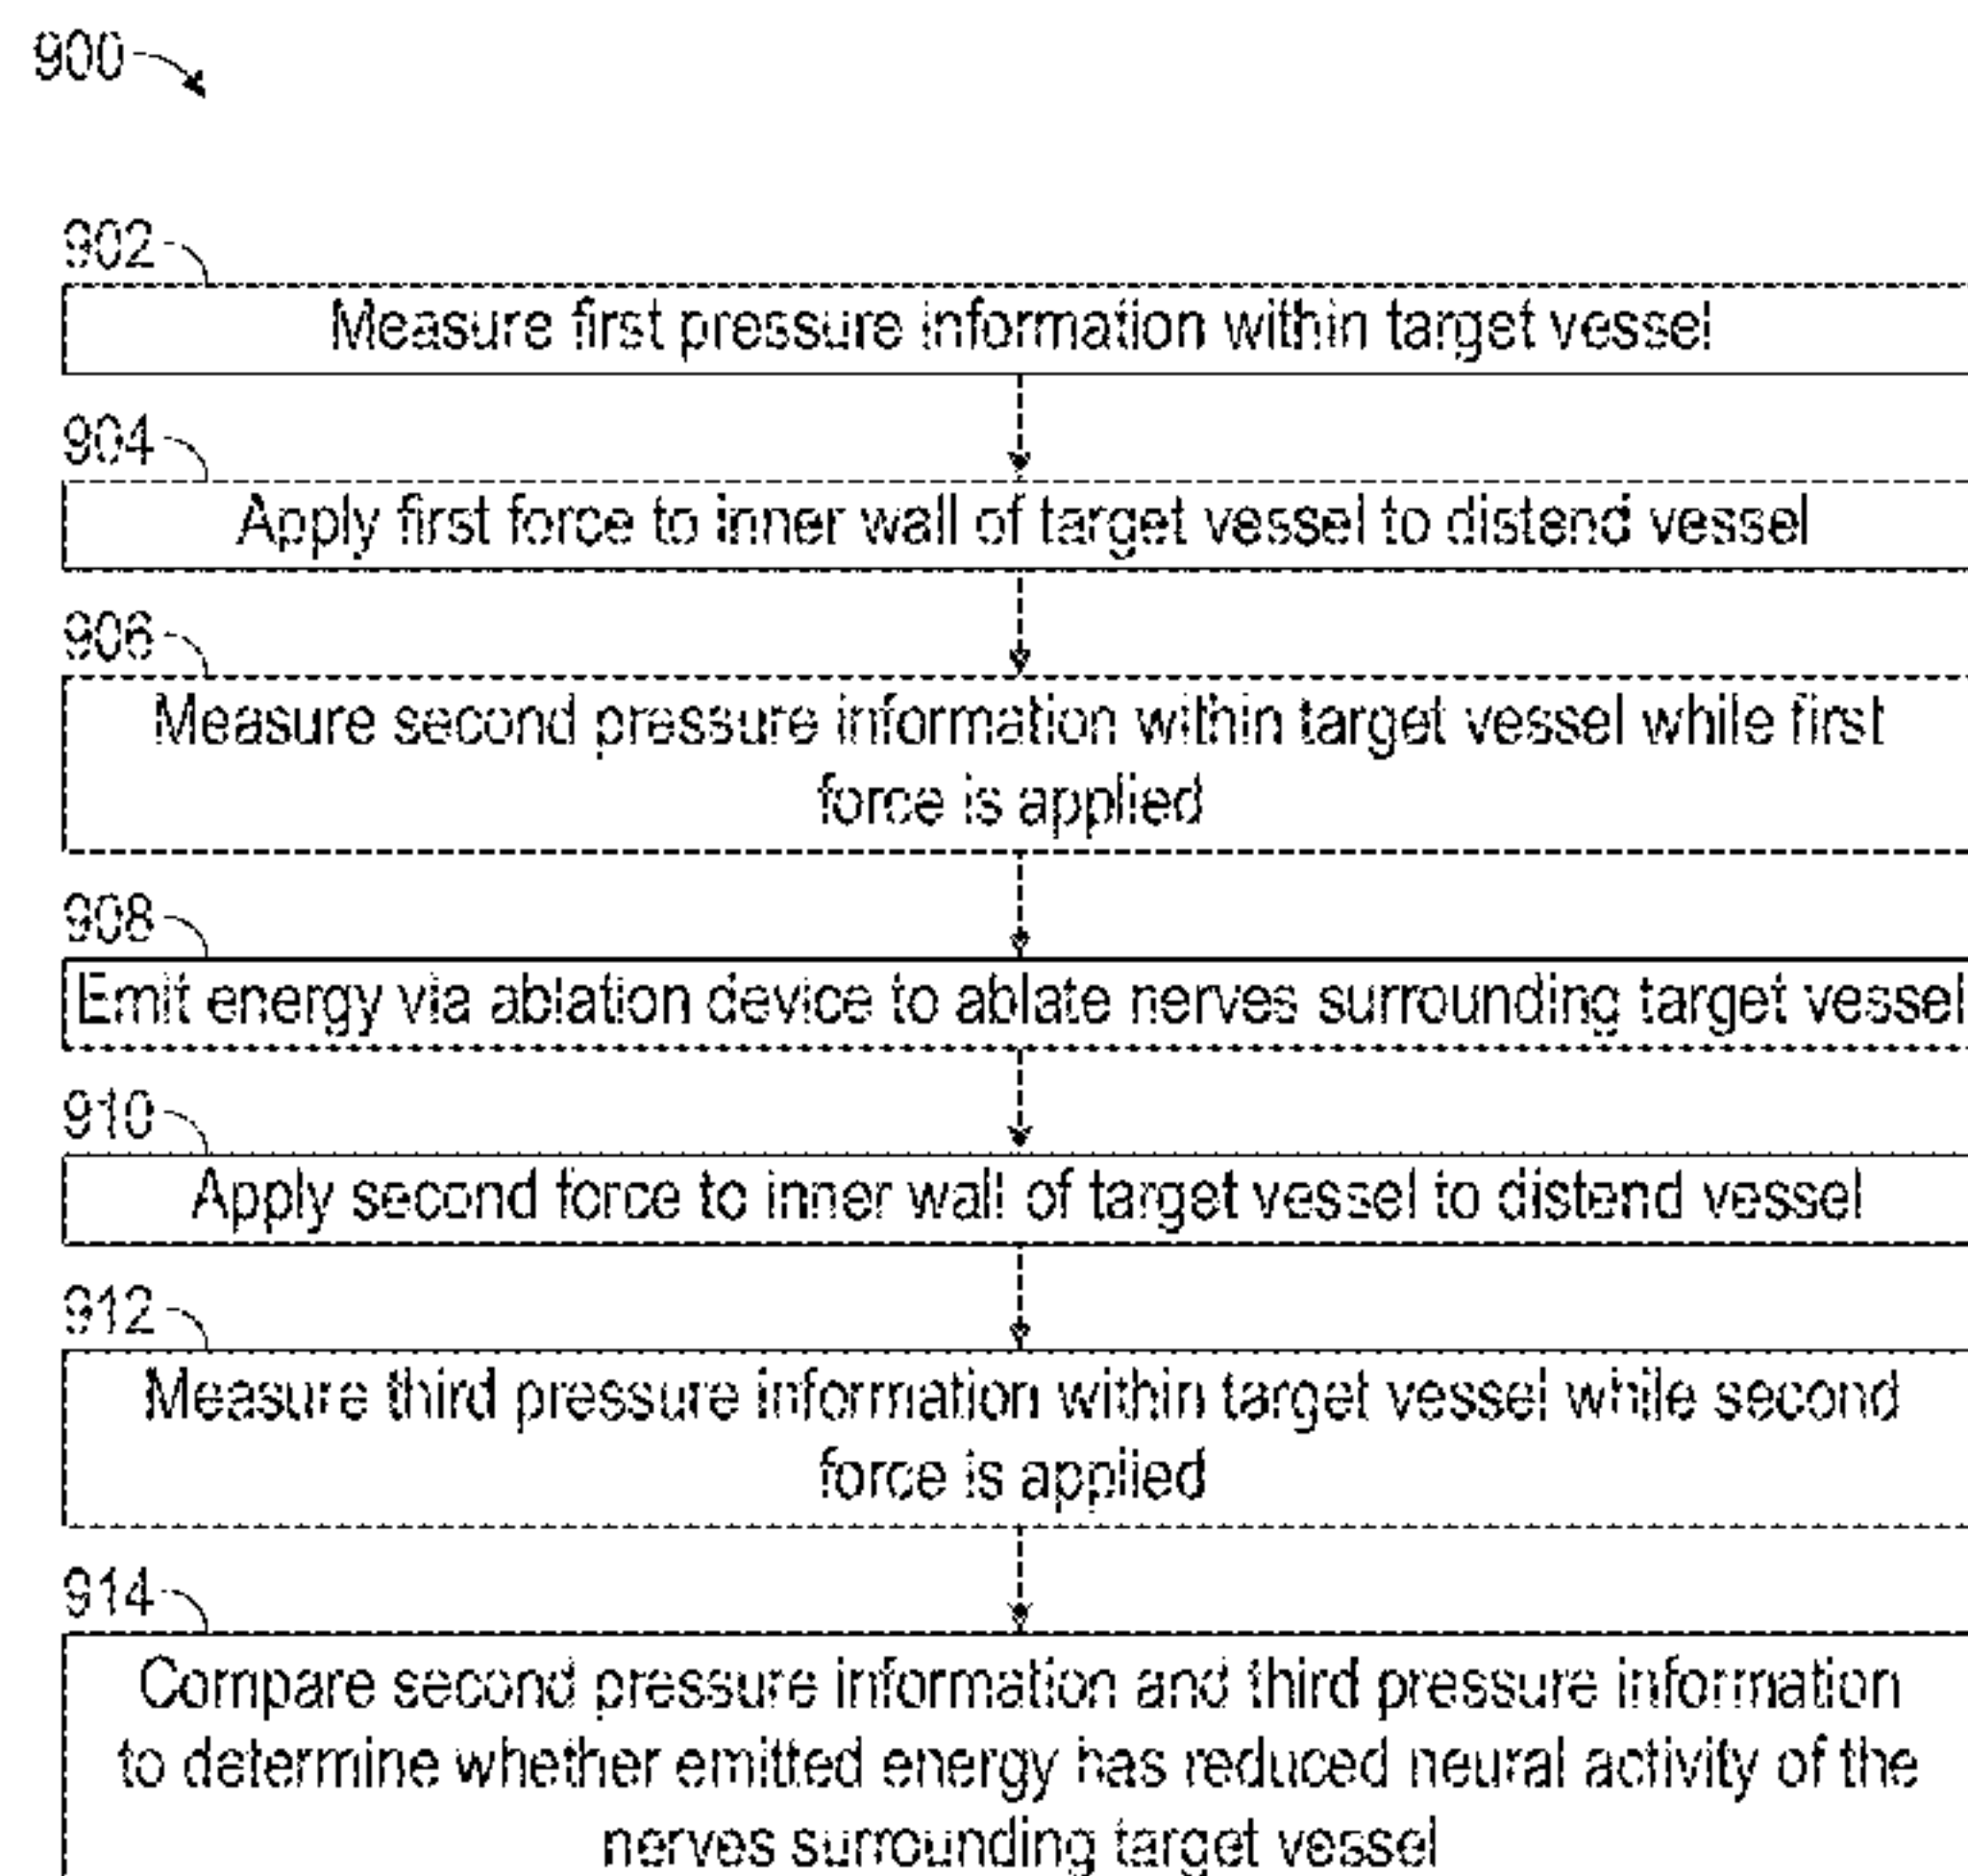 900
902
Measure first pressure information within target vessel
904
Apply first force to inner wall of target vessel to distend vessel
906
Measure second pressure information within target vessel while first
force is applied
908
Emit energy via ablation device to ablate nerves surrounding target vessel
910
Apply second force to inner wall of target vessel to distend vessel
912
Measure third pressure information within target vessel while second
force is applied
914
Compare second pressure information and third pressure information
to determine whether emitted energy has reduced neural activity of the
nerves surrounding target vessel